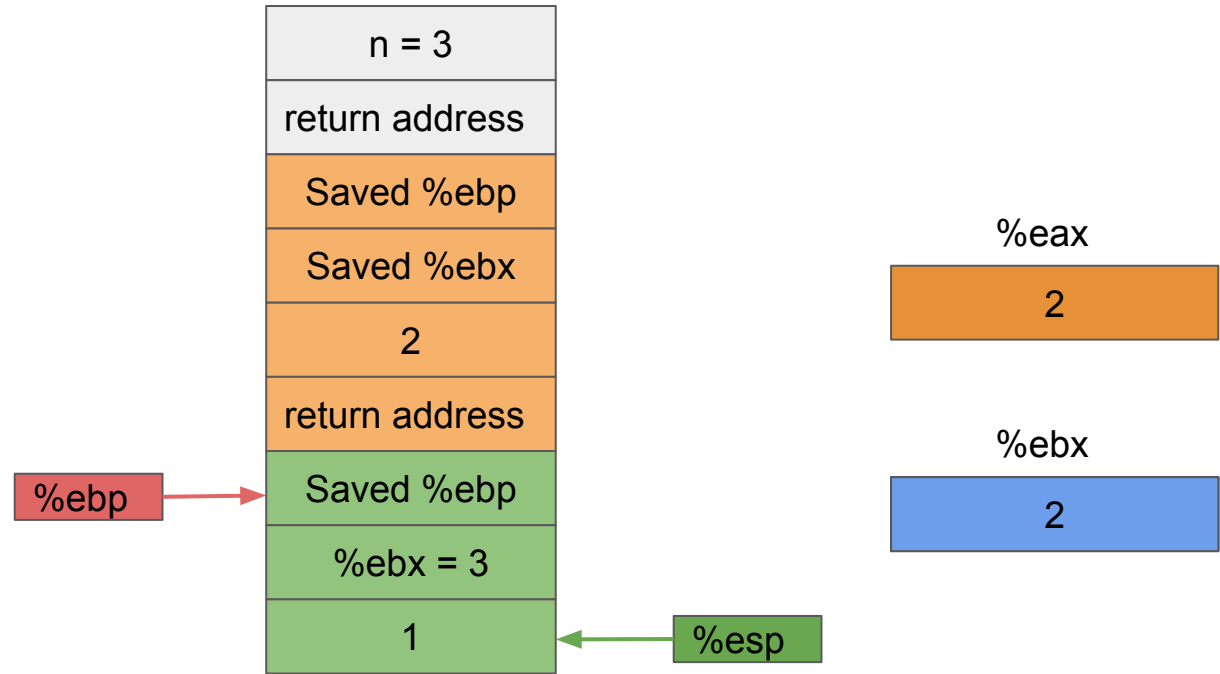 n = 3
return address
Saved %ebp
Saved %ebx
2
return address
%ebp
Saved %ebp
%ebx = 3
1
%esp
%eax
2
%ebx
2